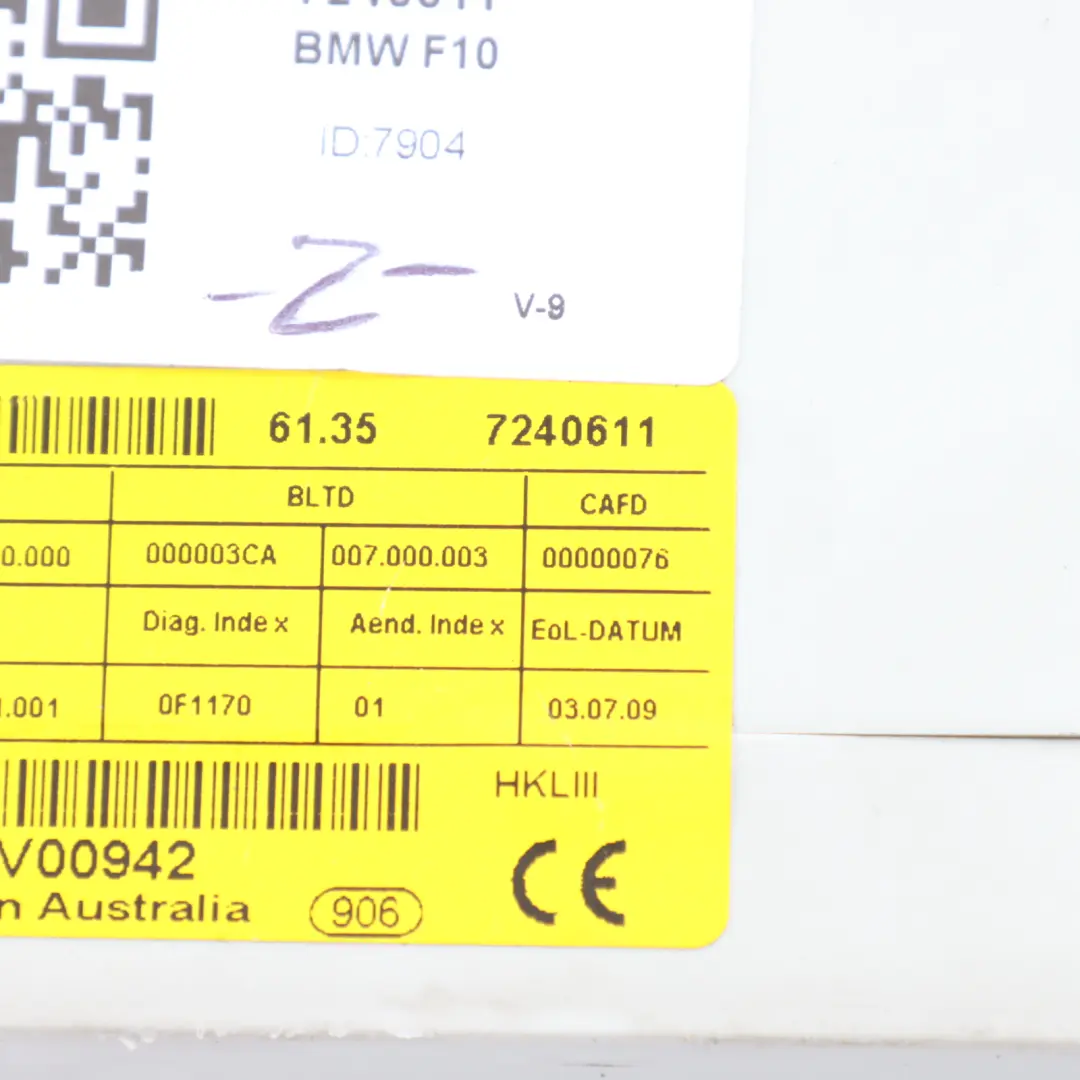 7240611
BMW F10
ID:7904
-Z-
V-9
61.35 7240611
BLTD CAFD
0.000 000003CA 007.000.003 00000076
Diag. Index Aend. Index EoL-DATUM
.001 0F1170 01 03.07.09
HKLIII
V00942
n Australia 906 CE